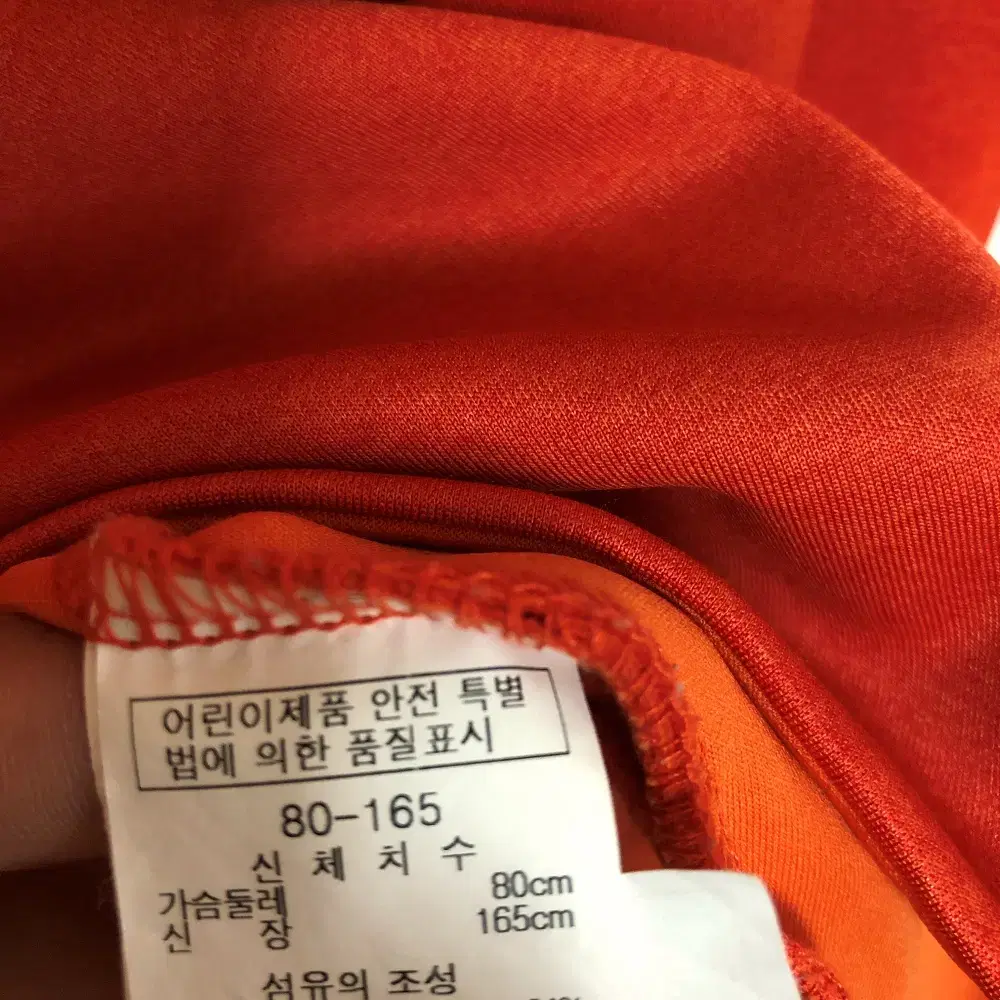 어린이제품 안전 특별
법에 의한 품질표시
80-165
신 체 치 수
가슴둘레 80cm
신 장 165cm
섬유의 조성